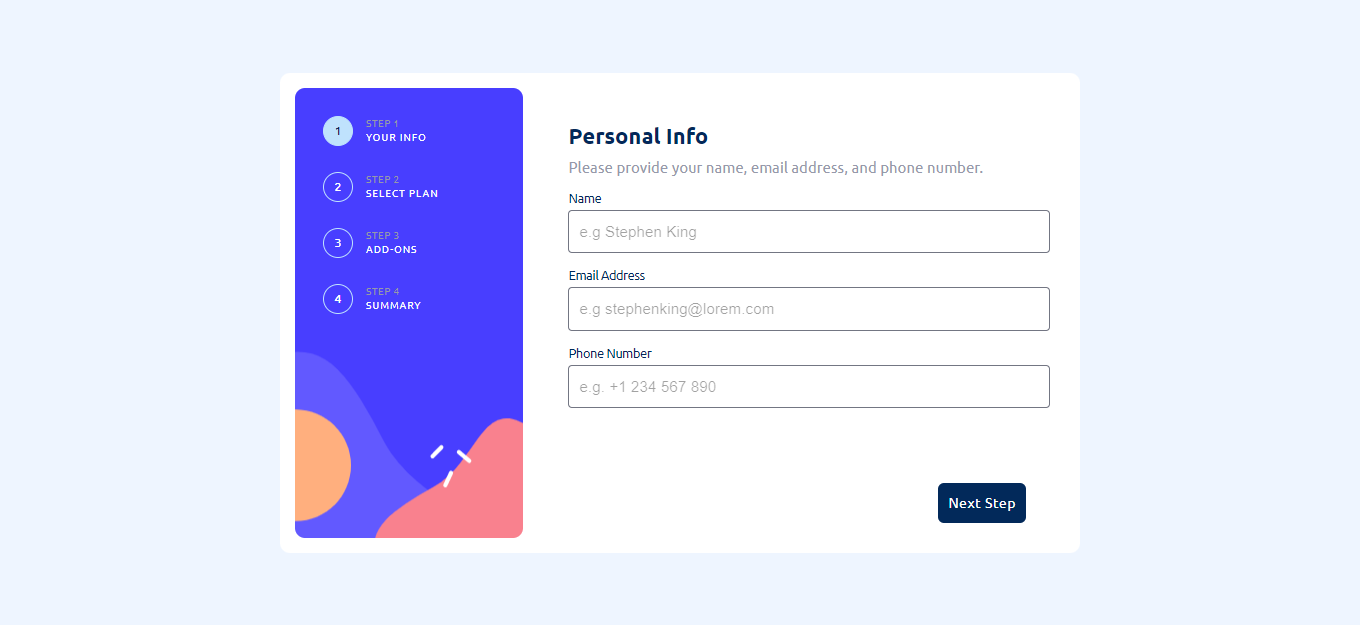 1
STEP 1
YOUR INFO
2
STEP 2
SELECT PLAN
3
STEP 3
ADD-ONS
4
STEP 4
SUMMARY
Personal Info
Please provide your name, email address, and phone number.
Name
e.g Stephen King
Email Address
e.g stephenking@lorem.com
Phone Number
e.g. +1 234 567 890
Next Step